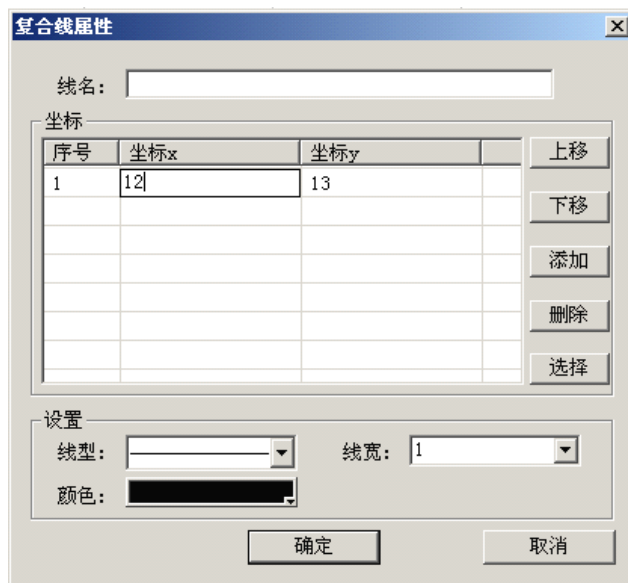 复合线属性
线名：
坐标
序号 坐标x 坐标y 上移
1 12 13
下移
添加
删除
选择
设置
线型： 线宽： 1
颜色：
确定 取消